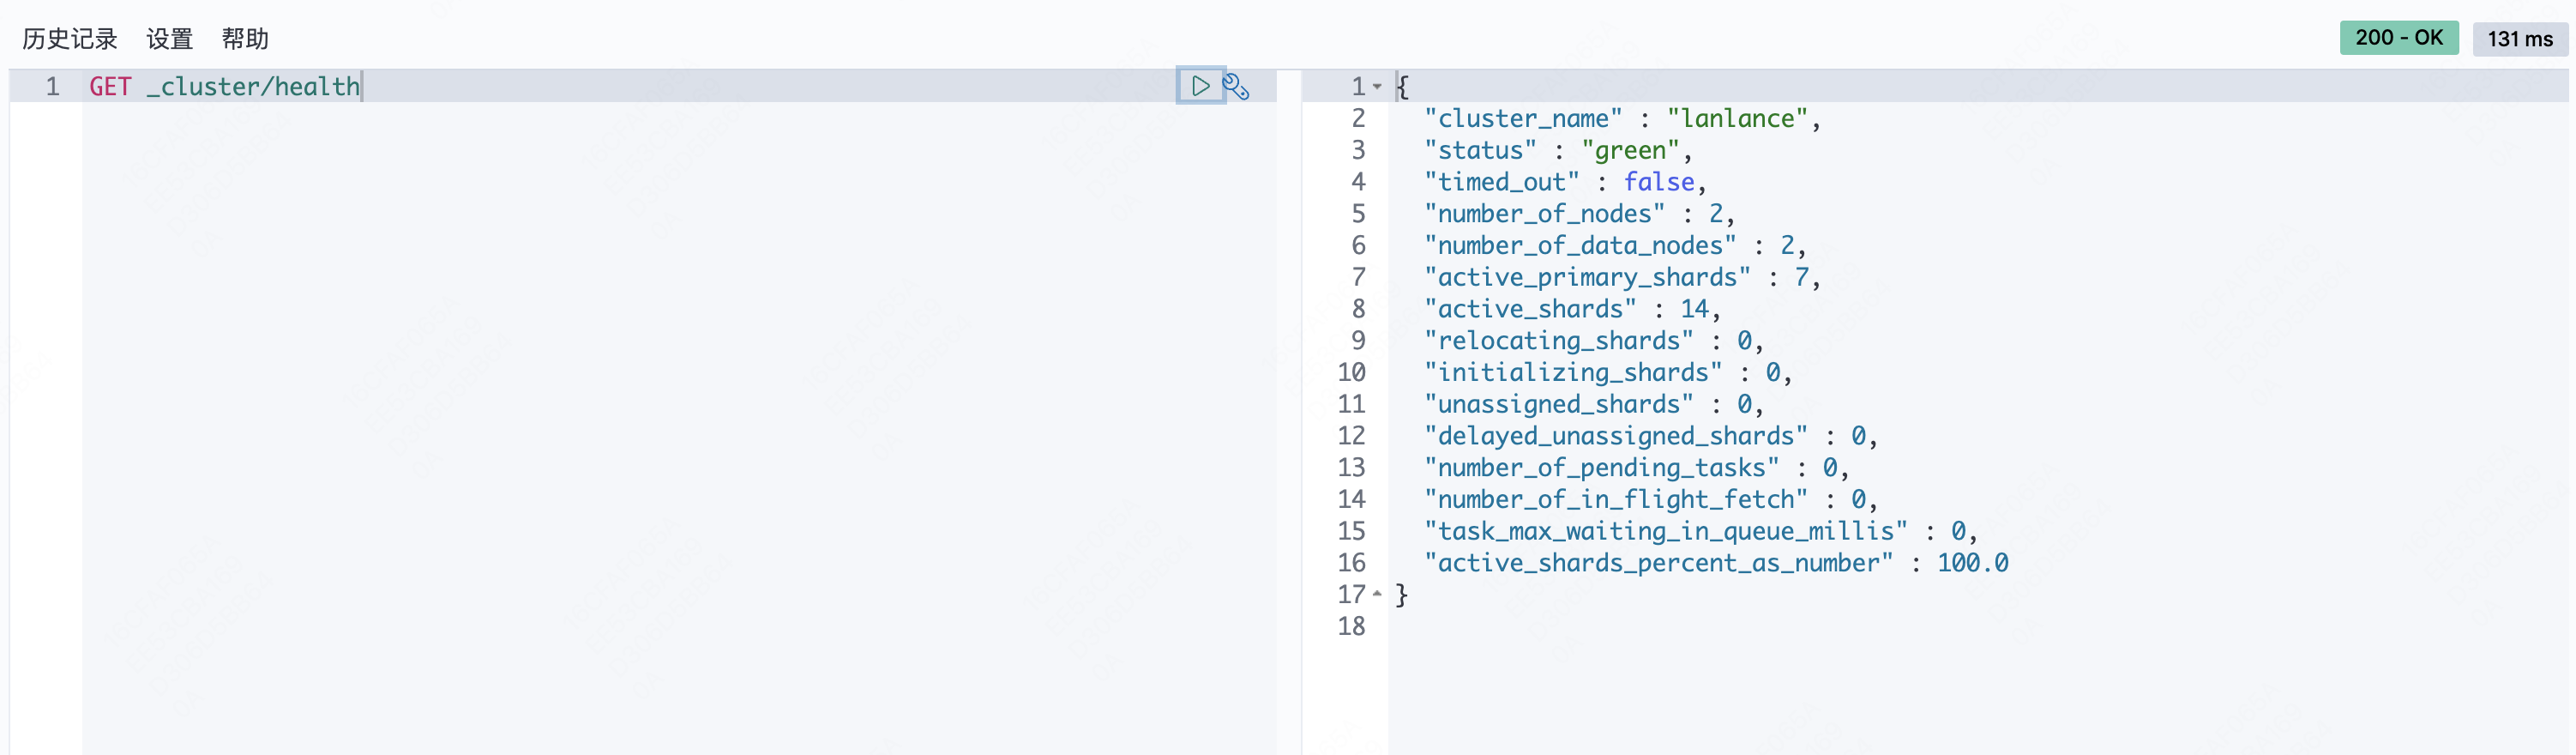 历史记录 设置 帮助
200 - OK 131 ms
1 GET _cluster/health
1 {
2 "cluster_name" : "lanlance",
3 "status" : "green",
4 "timed_out" : false,
5 "number_of_nodes" : 2,
6 "number_of_data_nodes" : 2,
7 "active_primary_shards" : 7,
8 "active_shards" : 14,
9 "relocating_shards" : 0,
10 "initializing_shards" : 0,
11 "unassigned_shards" : 0,
12 "delayed_unassigned_shards" : 0,
13 "number_of_pending_tasks" : 0,
14 "number_of_in_flight_fetch" : 0,
15 "task_max_waiting_in_queue_millis" : 0,
16 "active_shards_percent_as_number" : 100.0
17 }
18